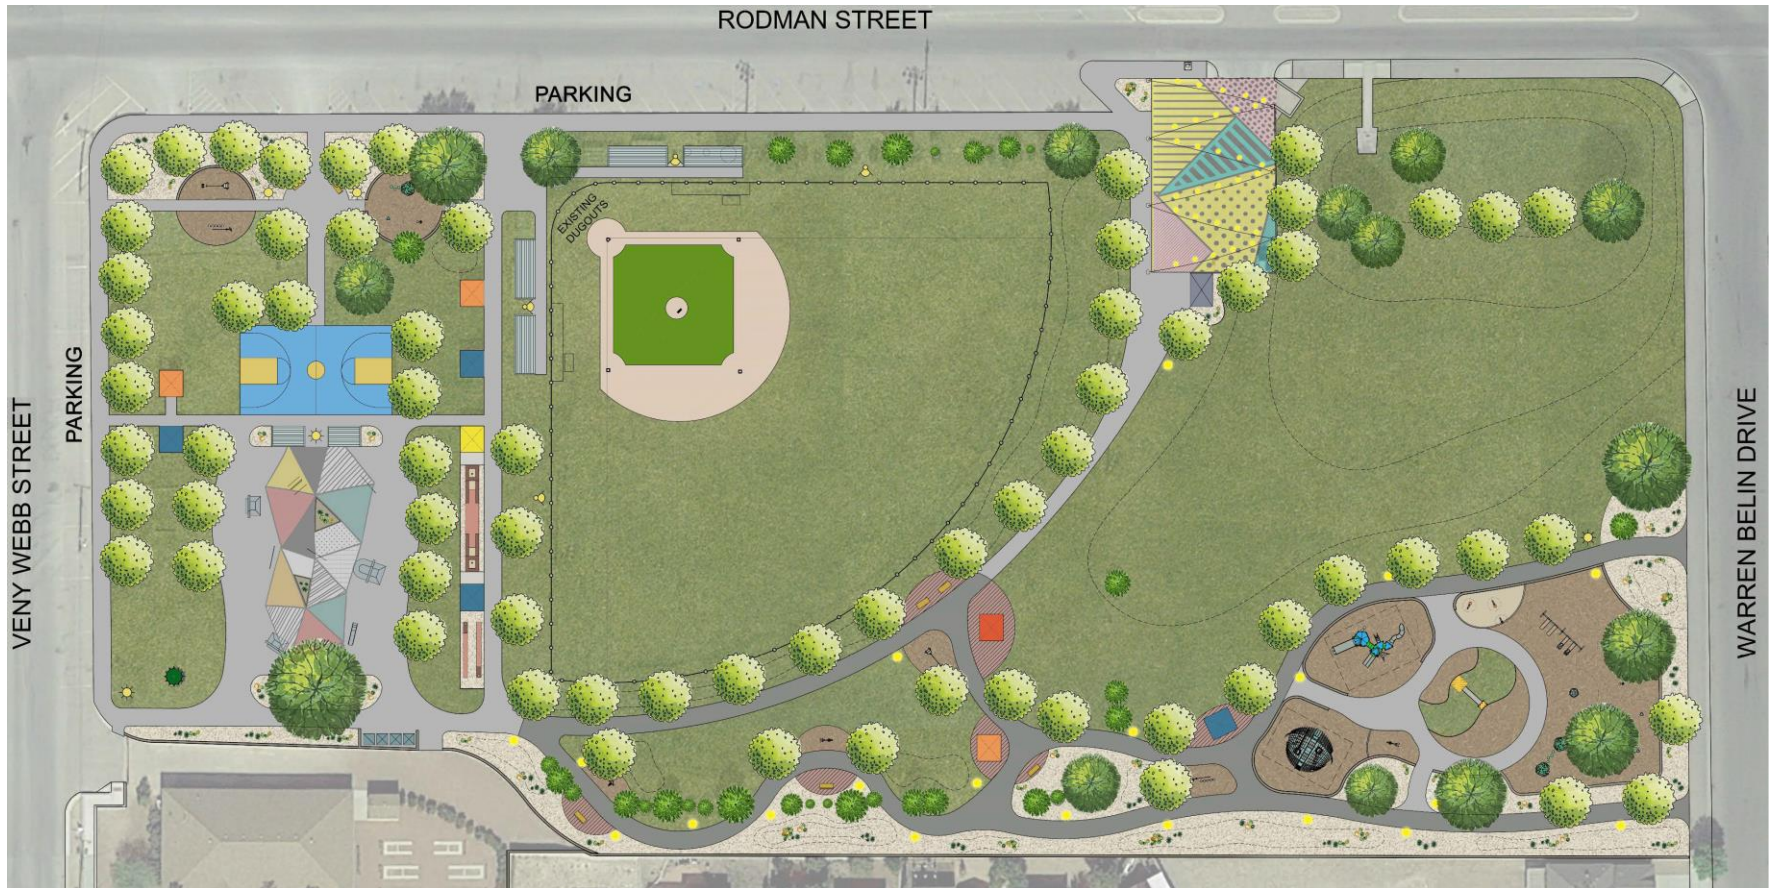 RODMAN STREET
PARKING
EXISTING
DUGOUTS
PARKING
VENY WEBB STREET
WARREN BELIN DRIVE